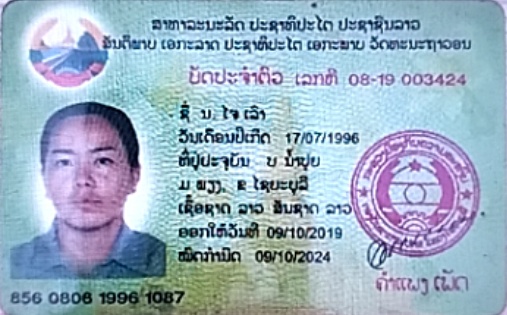 ສາທາລະນະລັດ ປະຊາທິປະໄຕ ປະຊາຊົນລາວ
ສັນຕິພາບ ເອກະລາດ ປະຊາທິປະໄຕ ເອກະພາບ ວັດທະນະຖາວອນ
ບັດປະຈຳຕົວ ເລກທີ 08-19 003424
ຊື່ ນ. ໃຈ ເລົ່າ
ວັນເດືອນປີເກີດ 17/07/1996
ທີ່ຢູ່ປະຈຸບັນ ບ ນ້ຳປຸຍ
ມ ພຽງ, ຂ ໄຊຍະບູລີ
ເຊື້ອຊາດ ລາວ ສັນຊາດ ລາວ
ອອກໃຫ້ວັນທີ 09/10/2019
ໝົດກຳນົດ 09/10/2024
ຄຳແພງ ເພັດ
856 0806 1996 1087